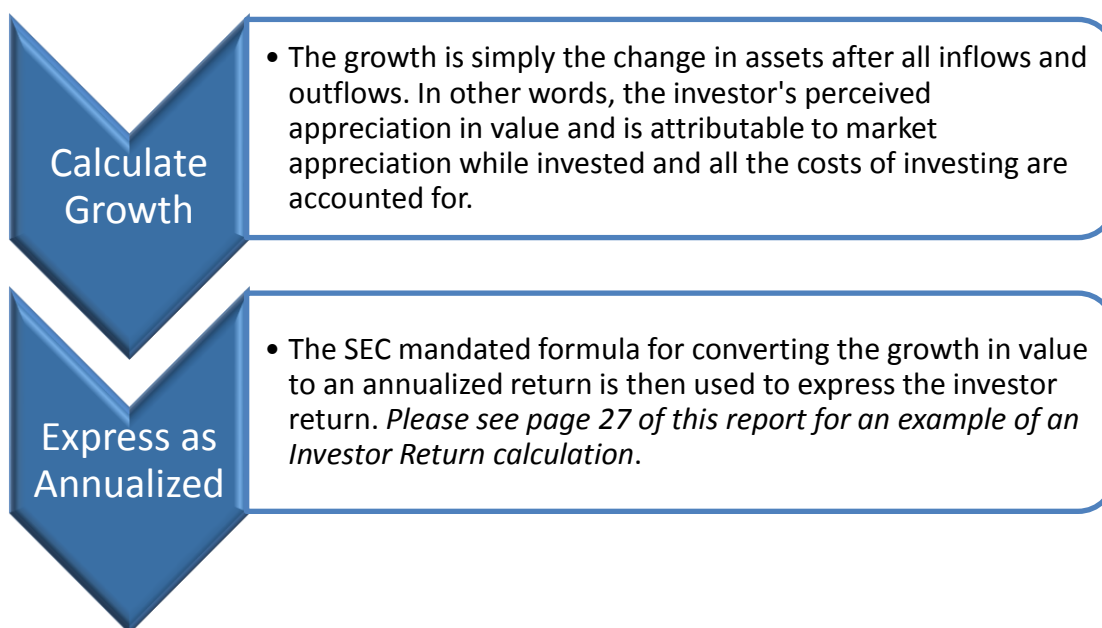 Calculate
Growth
• The growth is simply the change in assets after all inflows and
outflows. In other words, the investor's perceived
appreciation in value and is attributable to market
appreciation while invested and all the costs of investing are
accounted for.
Express as
Annualized
• The SEC mandated formula for converting the growth in value
to an annualized return is then used to express the investor
return. Please see page 27 of this report for an example of an
Investor Return calculation.